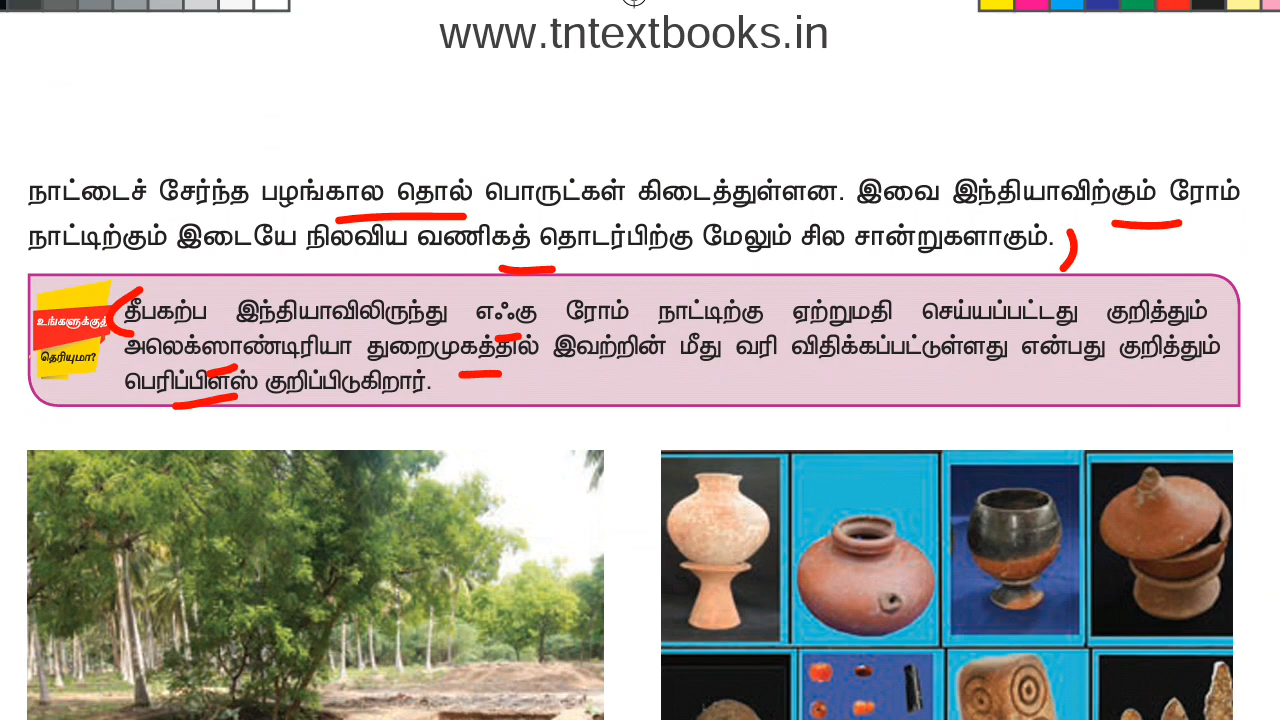 www.tntextbooks.in
நாட்டைச் சேர்ந்த பழங்கால தொல் பொருட்கள் கிடைத்துள்ளன. இவை இந்தியாவிற்கும் ரோம்
நாட்டிற்கும் இடையே நிலவிய வணிகத் தொடர்பிற்கு மேலும் சில சான்றுகளாகும்.
உங்களுக்குத்
தெரியுமா?
தீபகற்ப இந்தியாவிலிருந்து எஃகு ரோம் நாட்டிற்கு ஏற்றுமதி செய்யப்பட்டது குறித்தும்
அலெக்ஸாண்டிரியா துறைமுகத்தில் இவற்றின் மீது வரி விதிக்கப்பட்டுள்ளது என்பது குறித்தும்
பெரிப்பிளஸ் குறிப்பிடுகிறார்.